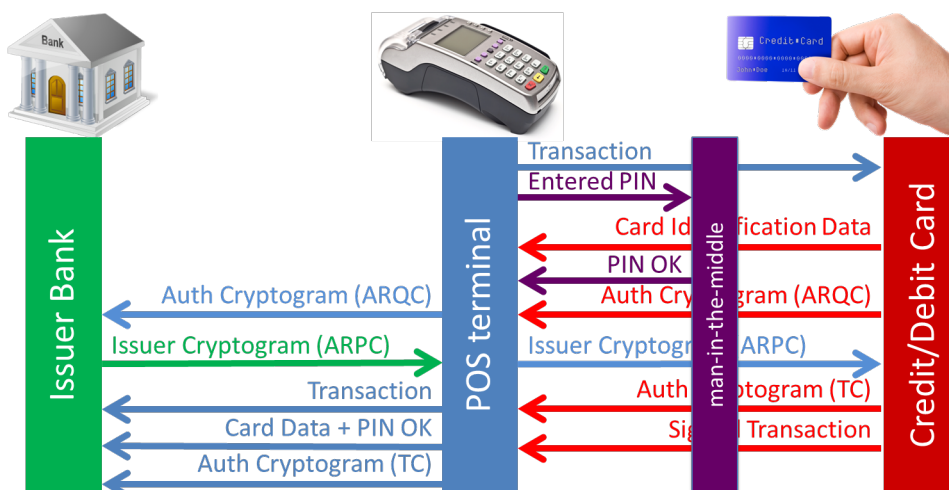 Bank
Credit*Card
John*Doe
Transaction
Entered PIN
Card Identification Data
PIN OK
Auth Cryptogram (ARQC)
Auth Cryptogram (ARQC)
Issuer Cryptogram (ARPC)
Issuer Cryptogram (ARPC)
Transaction
Auth Cryptogram (TC)
Card Data + PIN OK
Signed Transaction
Auth Cryptogram (TC)
Issuer Bank
POS terminal
man-in-the-middle
Credit/Debit Card